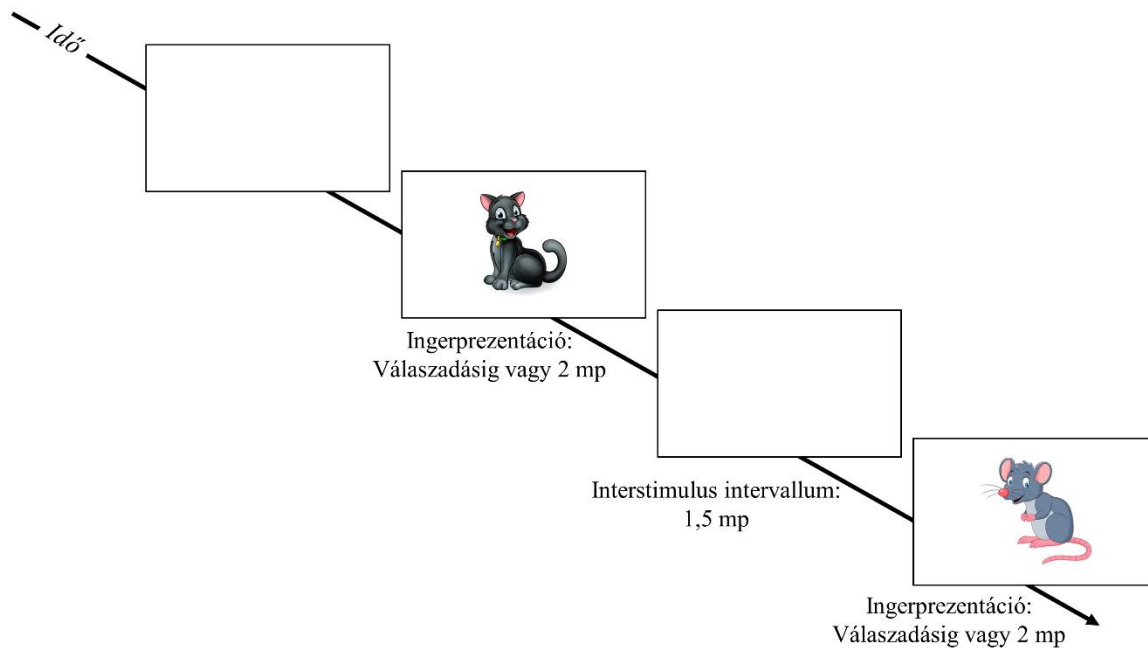 Idő
Ingerprezentáció:
Válaszadásig vagy 2 mp
Interstimulus intervallum:
1,5 mp
Ingerprezentáció:
Válaszadásig vagy 2 mp